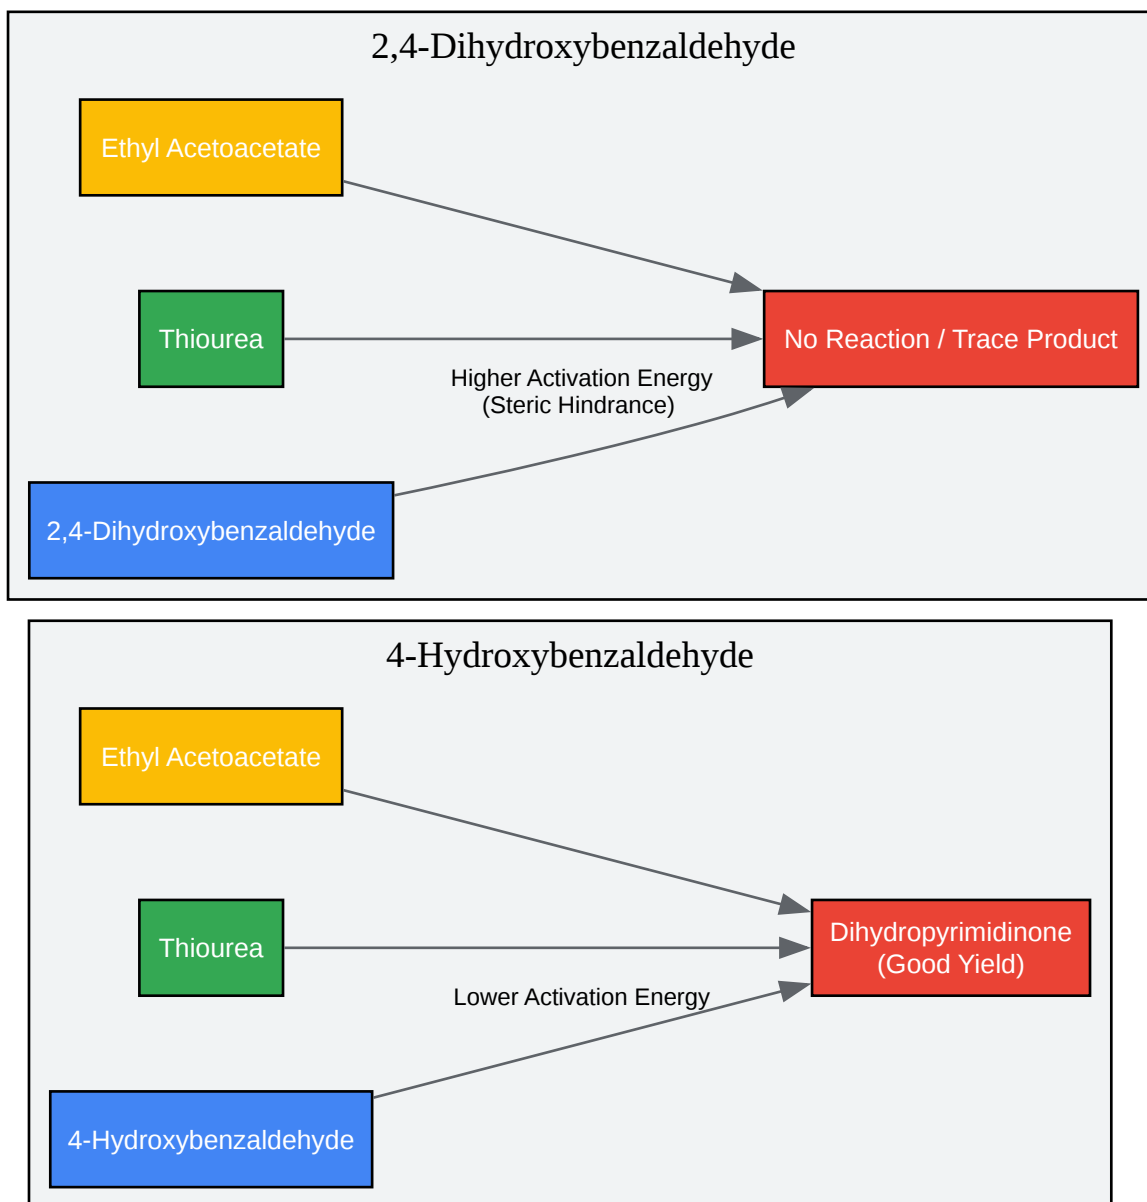 2,4-Dihydroxybenzaldehyde
Ethyl Acetoacetate
Thiourea
No Reaction / Trace Product
Higher Activation Energy
(Steric Hindrance)
2,4-Dihydroxybenzaldehyde
4-Hydroxybenzaldehyde
Ethyl Acetoacetate
Thiourea
Dihydropyrimidinone
(Good Yield)
Lower Activation Energy
4-Hydroxybenzaldehyde